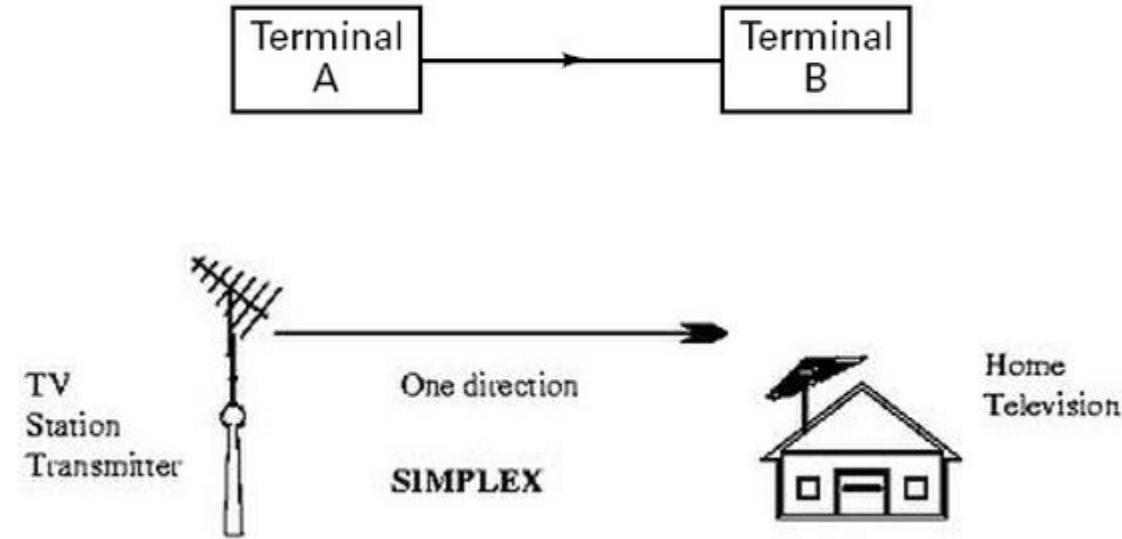 Terminal
A
Terminal
B
TV
Station
Transmitter
One direction
SIMPLEX
Home
Television